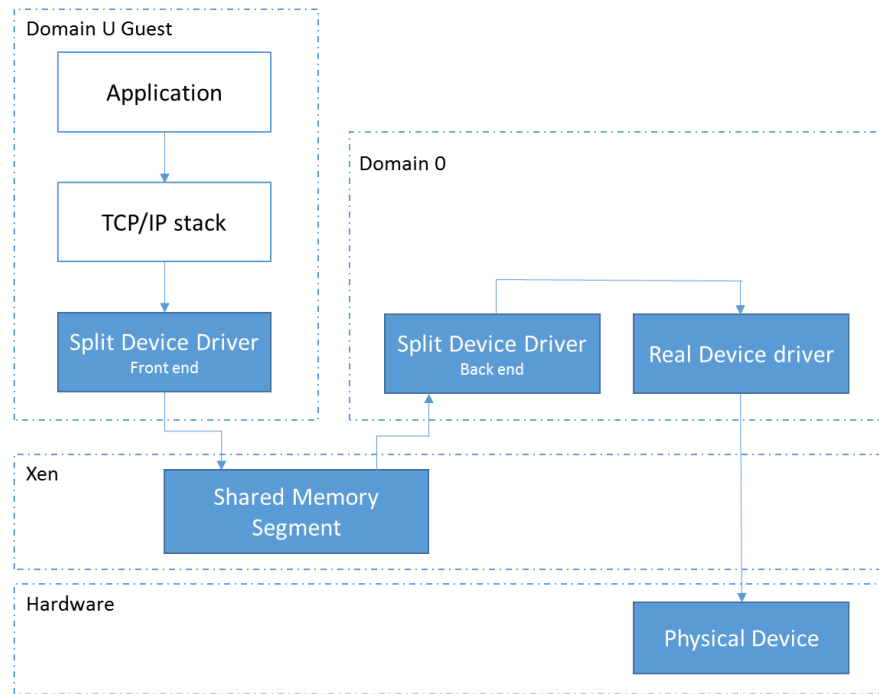 Domain U Guest
Application
TCP/IP stack
Split Device Driver
Front end
Domain 0
Split Device Driver
Back end
Real Device driver
Xen
Shared Memory
Segment
Hardware
Physical Device